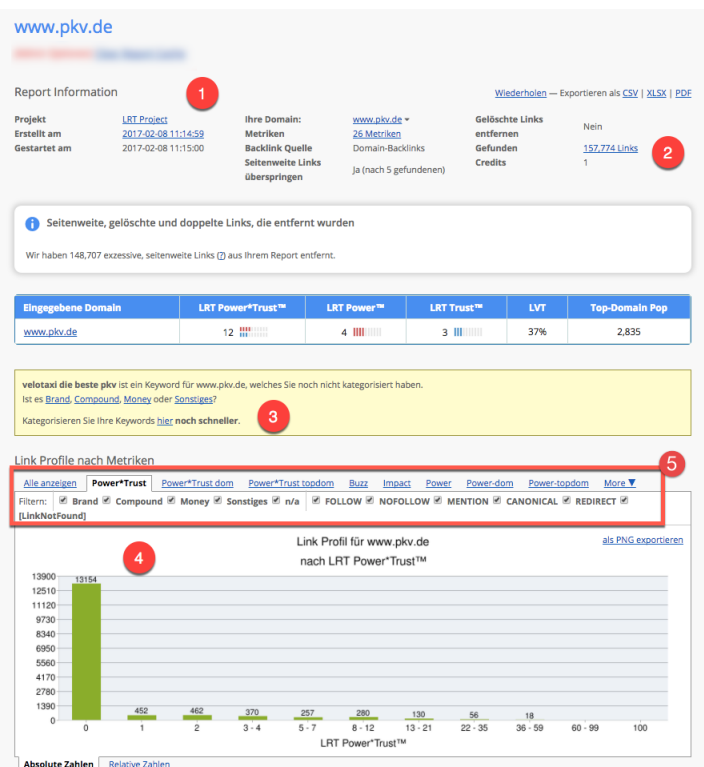 www.pkv.de
Report Information
1
Wiederholen — Exportieren als CSV | XLSX | PDF
Projekt LRT Project Ihre Domain: www.pkv.de Gelöschte Links entfernen Nein
Erstellt am 2017-02-08 11:14:59 Metriken 26 Metriken Gefunden 157,774 Links
Gestartet am 2017-02-08 11:15:00 Backlink Quelle Domain-Backlinks Credits 1
Seitenweite Links überspringen Ja (nach 5 gefundenen)
2
Seitenweite, gelöschte und doppelte Links, die entfernt wurden
Wir haben 148,707 exzessive, seitenweite Links (?) aus Ihrem Report entfernt.
Eingegebene Domain LRT Power*Trust™ LRT Power™ LRT Trust™ LVT Top-Domain Pop
www.pkv.de 12 4 3 37% 2,835
velotaxi die beste pkv ist ein Keyword für www.pkv.de, welches Sie noch nicht kategorisiert haben.
Ist es Brand, Compound, Money oder Sonstiges?
Kategorisieren Sie Ihre Keywords hier noch schneller.
3
Link Profile nach Metriken
5
Alle anzeigen Power*Trust Power*Trust dom Power*Trust topdom Buzz Impact Power Power-dom Power-topdom More ▼
Filtern: Brand Compound Money Sonstiges n/a FOLLOW NOFOLLOW MENTION CANONICAL REDIRECT
[LinkNotFound]
4
Link Profil für www.pkv.de
als PNG exportieren
nach LRT Power*Trust™
13900
12510
11120
9730
8340
6950
5560
4170
2780
1390
0
13154 452 462 370 257 280 130 56 18
0 1 2 3 - 4 5 - 7 8 - 12 13 - 21 22 - 35 36 - 59 60 - 99 100
LRT Power*Trust™
Absolute Zahlen Relative Zahlen